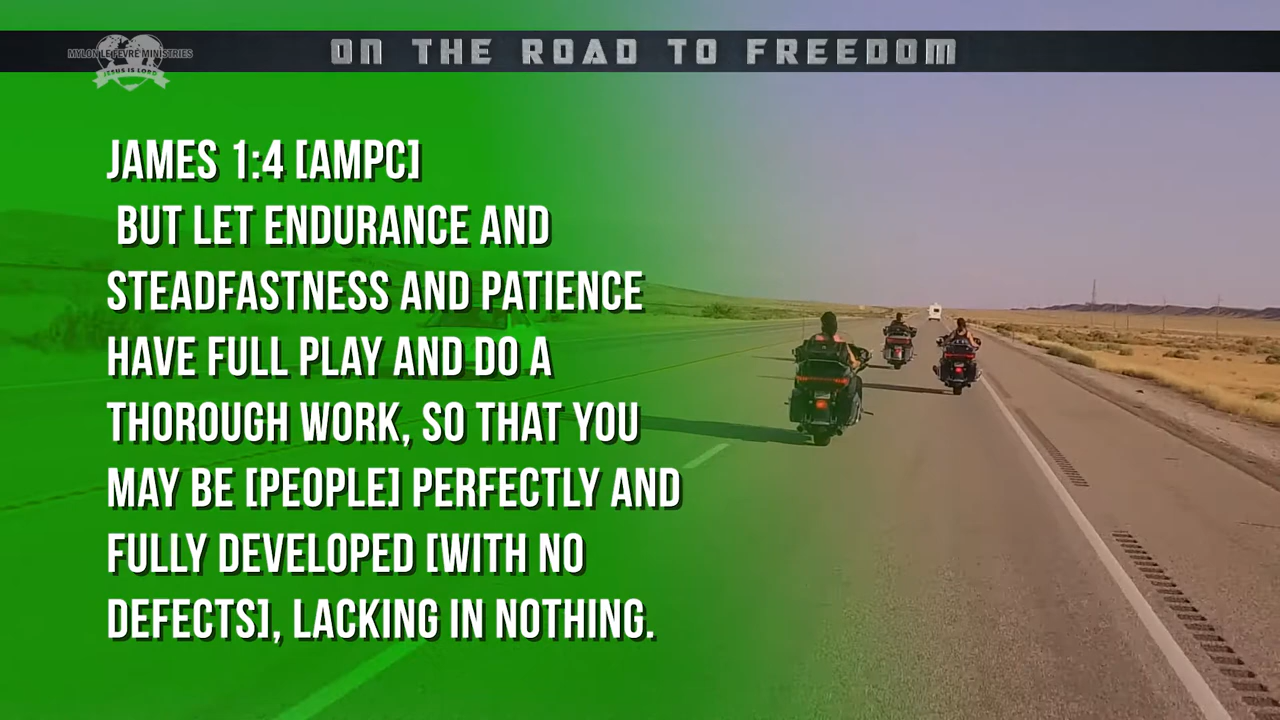 MYLON LE FEVRE MINISTRIES
JESUS IS LORD
ON THE ROAD TO FREEDOM
JAMES 1:4 [AMPC]
BUT LET ENDURANCE AND
STEADFASTNESS AND PATIENCE
HAVE FULL PLAY AND DO A
THOROUGH WORK, SO THAT YOU
MAY BE [PEOPLE] PERFECTLY AND
FULLY DEVELOPED [WITH NO
DEFECTS], LACKING IN NOTHING.